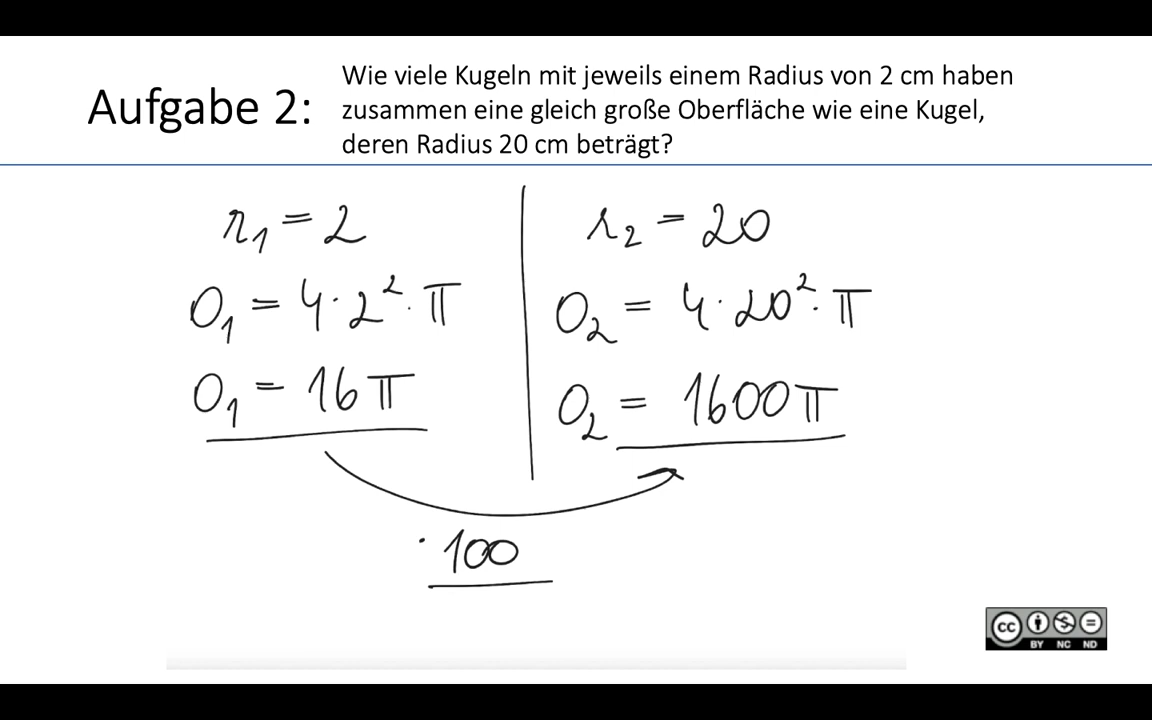 Aufgabe 2:
Wie viele Kugeln mit jeweils einem Radius von 2 cm haben
zusammen eine gleich große Oberfläche wie eine Kugel,
deren Radius 20 cm beträgt?
r₁ = 2
O₁ = 4 · 2² · π
O₁ = 16 π
r₂ = 20
O₂ = 4 · 20² · π
O₂ = 1600 π
· 100
cc
BY NC ND